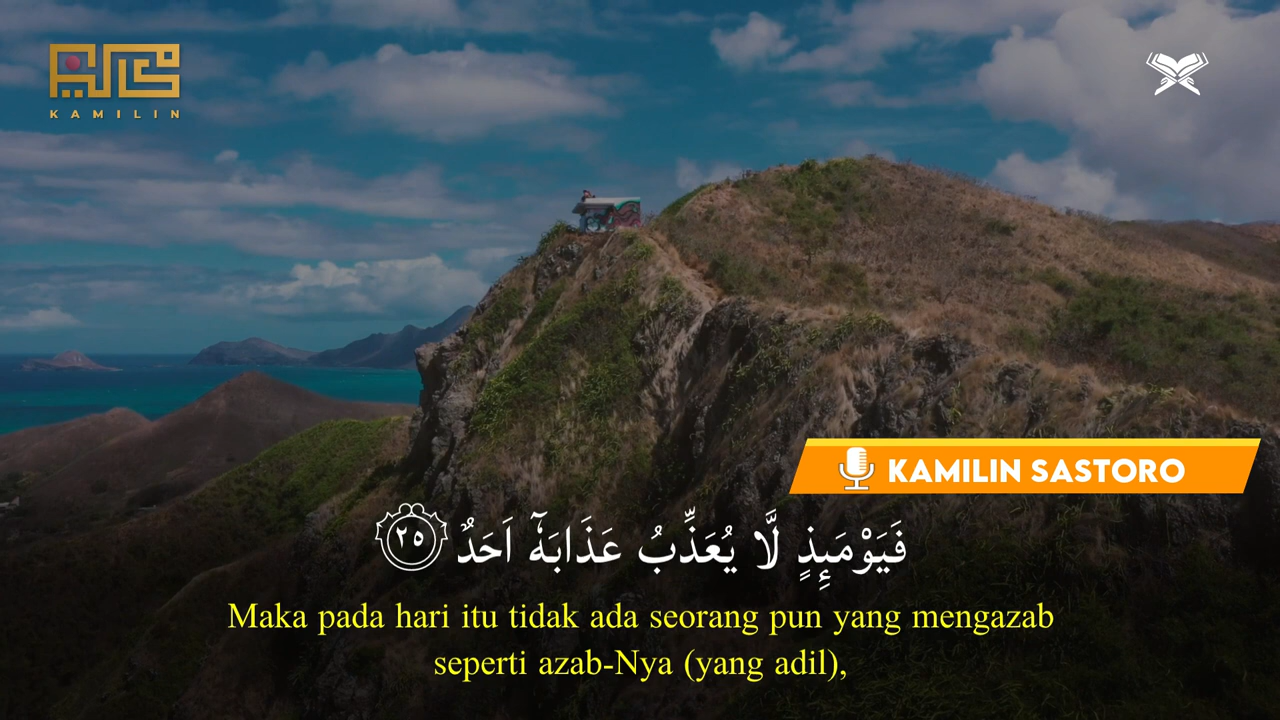 KAMILIN
KAMILIN SASTORO
فَيَوْمَىِٕذٍ لَّا يُعَذِّبُ عَذَابَهٗٓ اَحَدٌ ٢٥
Maka pada hari itu tidak ada seorang pun yang mengazab
seperti azab-Nya (yang adil),